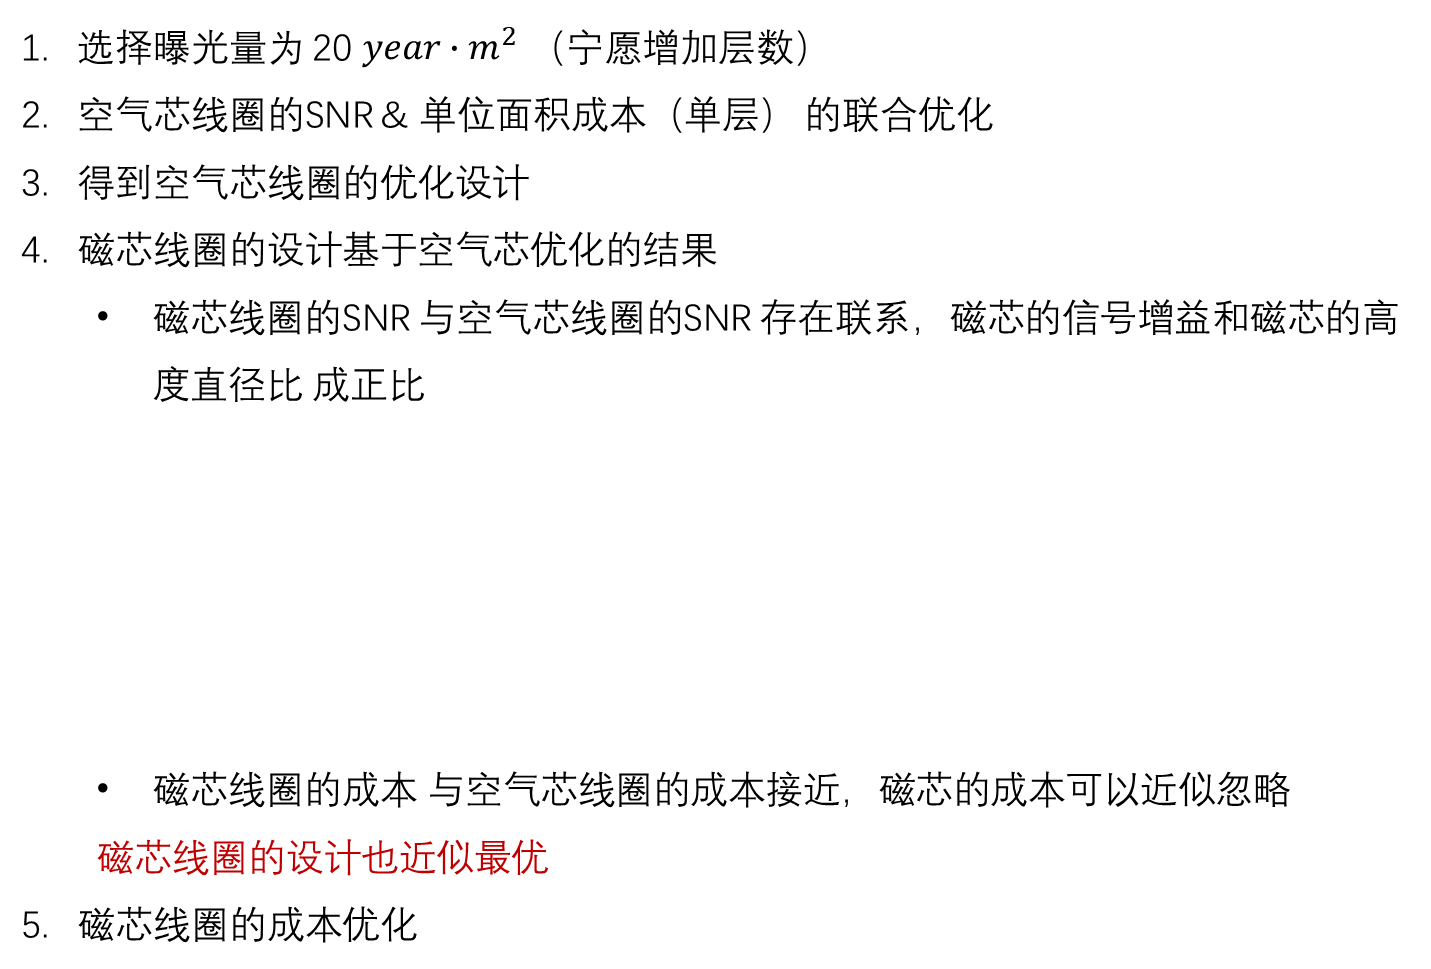 1. 选择曝光量为 20 year · m² （宁愿增加层数）
2. 空气芯线圈的SNR & 单位面积成本（单层） 的联合优化
3. 得到空气芯线圈的优化设计
4. 磁芯线圈的设计基于空气芯优化的结果
• 磁芯线圈的SNR 与空气芯线圈的SNR 存在联系，磁芯的信号增益和磁芯的高
度直径比 成正比
• 磁芯线圈的成本 与空气芯线圈的成本接近，磁芯的成本可以近似忽略
磁芯线圈的设计也近似最优
5. 磁芯线圈的成本优化